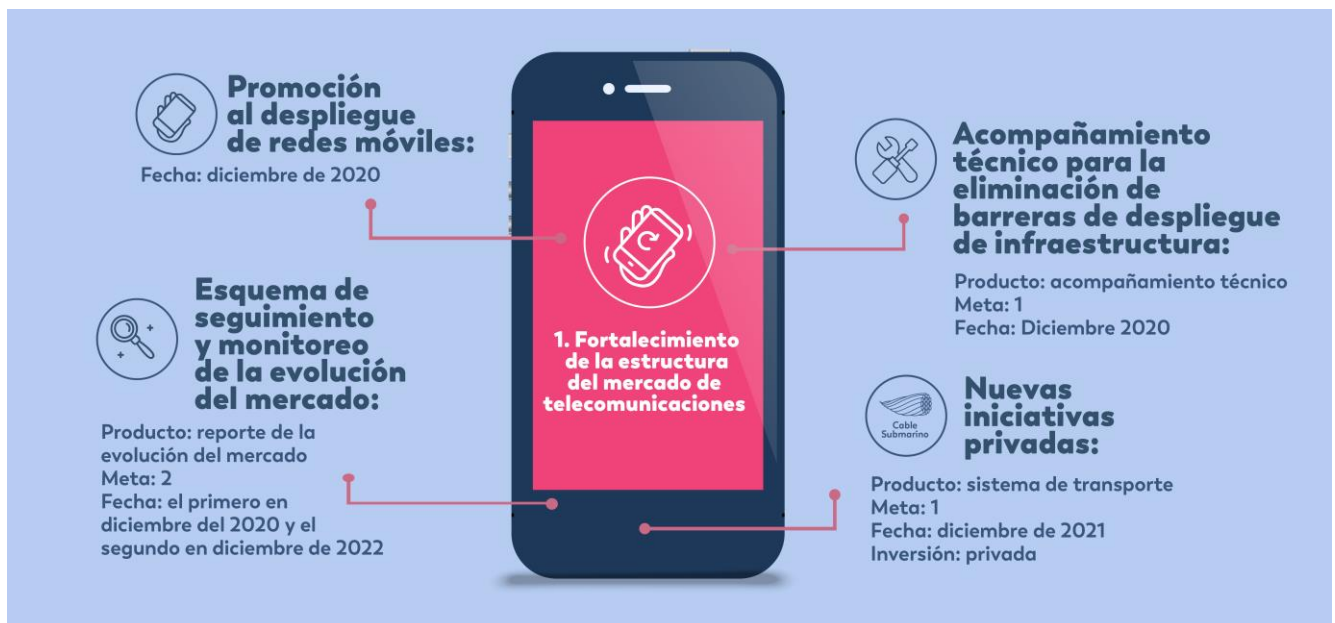 Promoción
al despliegue
de redes móviles:
Fecha: diciembre de 2020
Esquema de
seguimiento
y monitoreo
de la evolución
del mercado:
Producto: reporte de la
evolución del mercado
Meta: 2
Fecha: el primero en
diciembre del 2020 y el
segundo en diciembre de 2022
1. Fortalecimiento
de la estructura
del mercado de
telecomunicaciones
Acompañamiento
técnico para la
eliminación de
barreras de despliegue
de infraestructura:
Producto: acompañamiento técnico
Meta: 1
Fecha: Diciembre 2020
Cable
Submarino
Nuevas
iniciativas
privadas:
Producto: sistema de transporte
Meta: 1
Fecha: diciembre de 2021
Inversión: privada